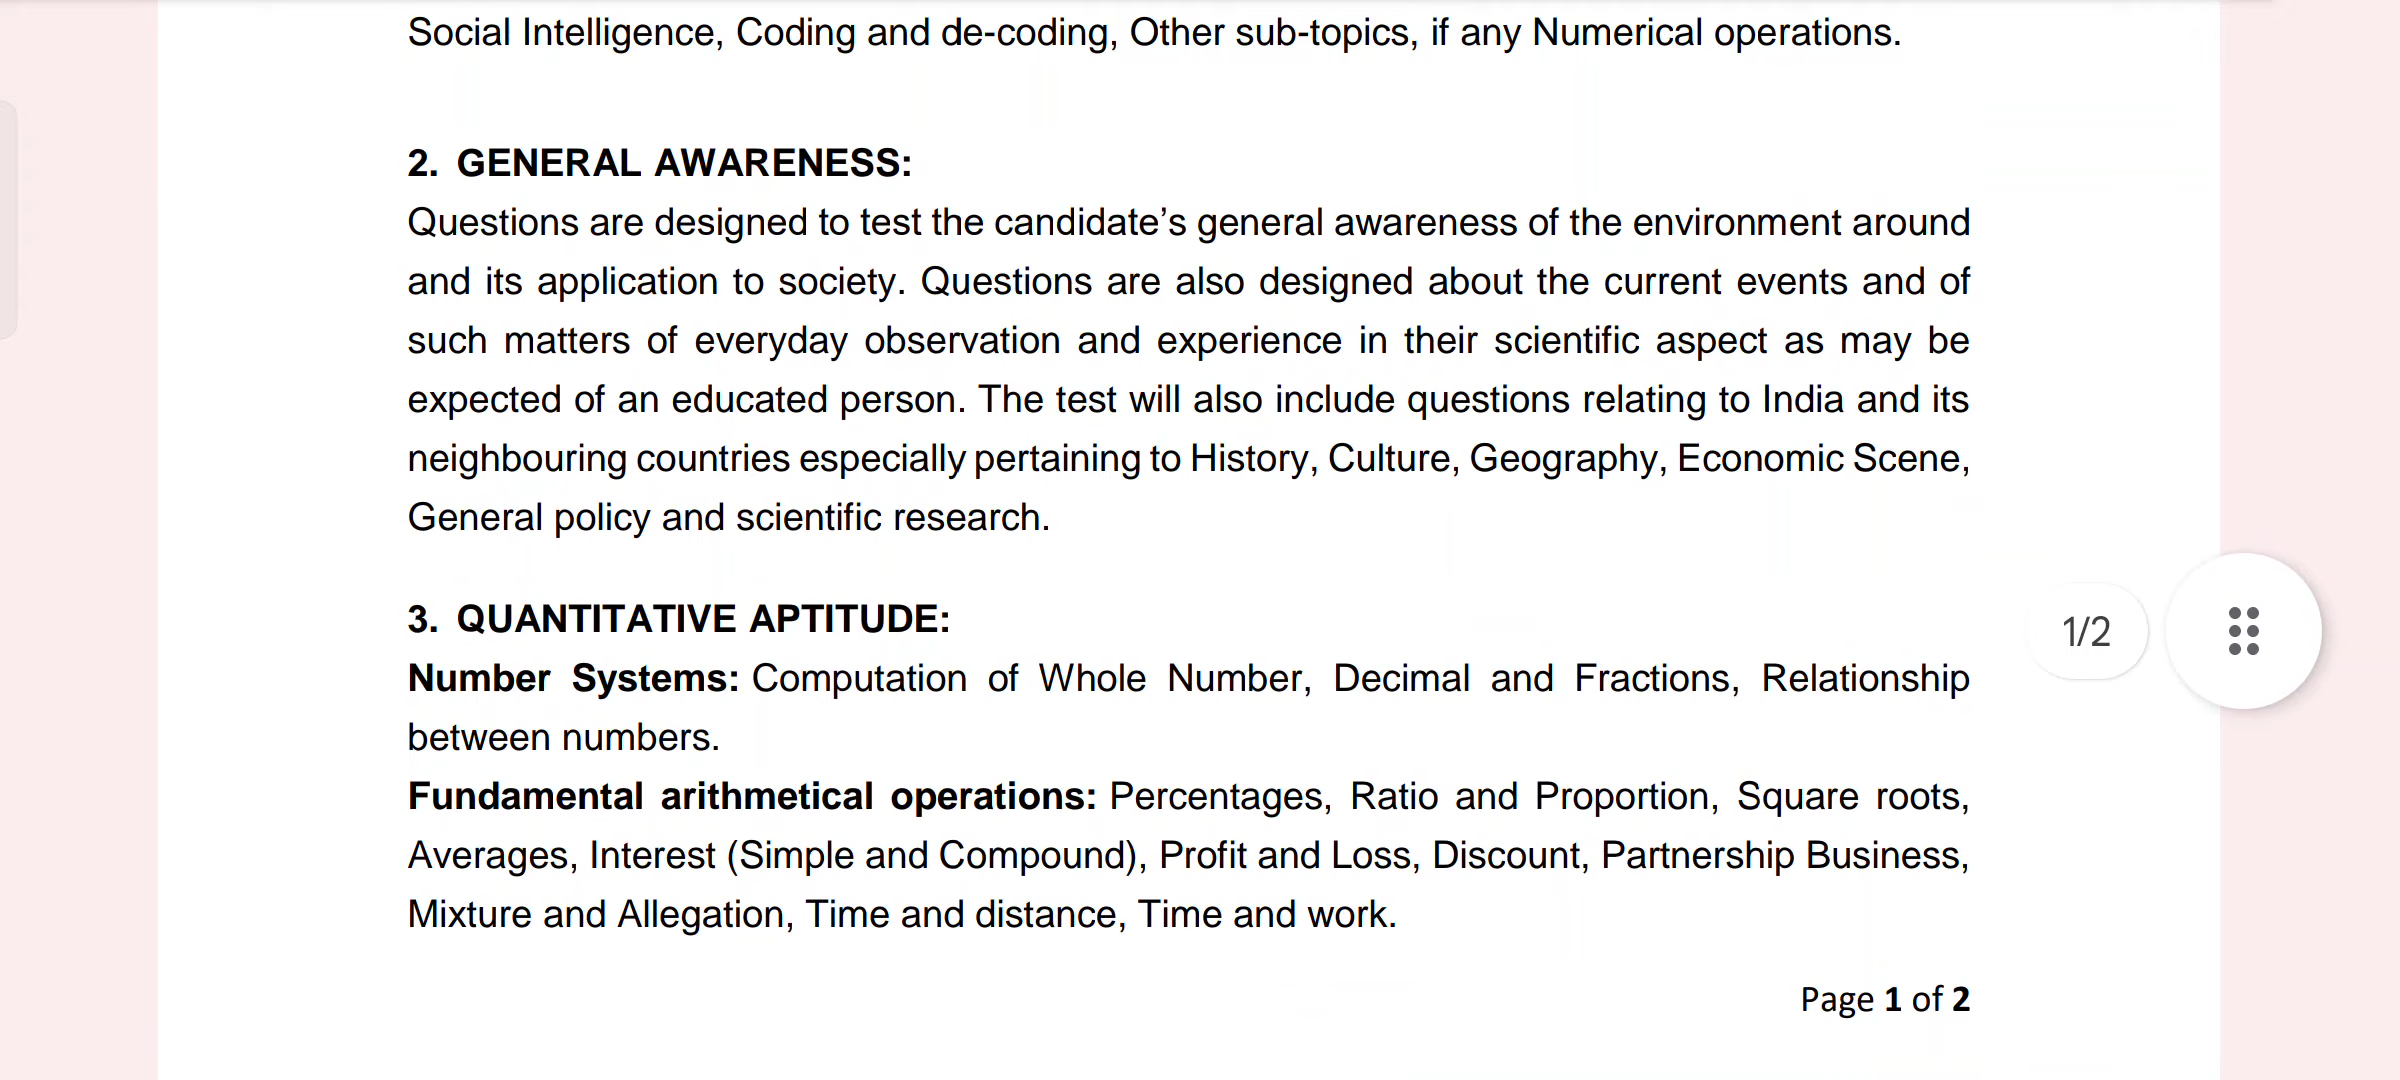 Social Intelligence, Coding and de-coding, Other sub-topics, if any Numerical operations.
2. GENERAL AWARENESS:
Questions are designed to test the candidate’s general awareness of the environment around
and its application to society. Questions are also designed about the current events and of
such matters of everyday observation and experience in their scientific aspect as may be
expected of an educated person. The test will also include questions relating to India and its
neighbouring countries especially pertaining to History, Culture, Geography, Economic Scene,
General policy and scientific research.
3. QUANTITATIVE APTITUDE:
Number Systems: Computation of Whole Number, Decimal and Fractions, Relationship
between numbers.
Fundamental arithmetical operations: Percentages, Ratio and Proportion, Square roots,
Averages, Interest (Simple and Compound), Profit and Loss, Discount, Partnership Business,
Mixture and Allegation, Time and distance, Time and work.
Page 1 of 2
1/2